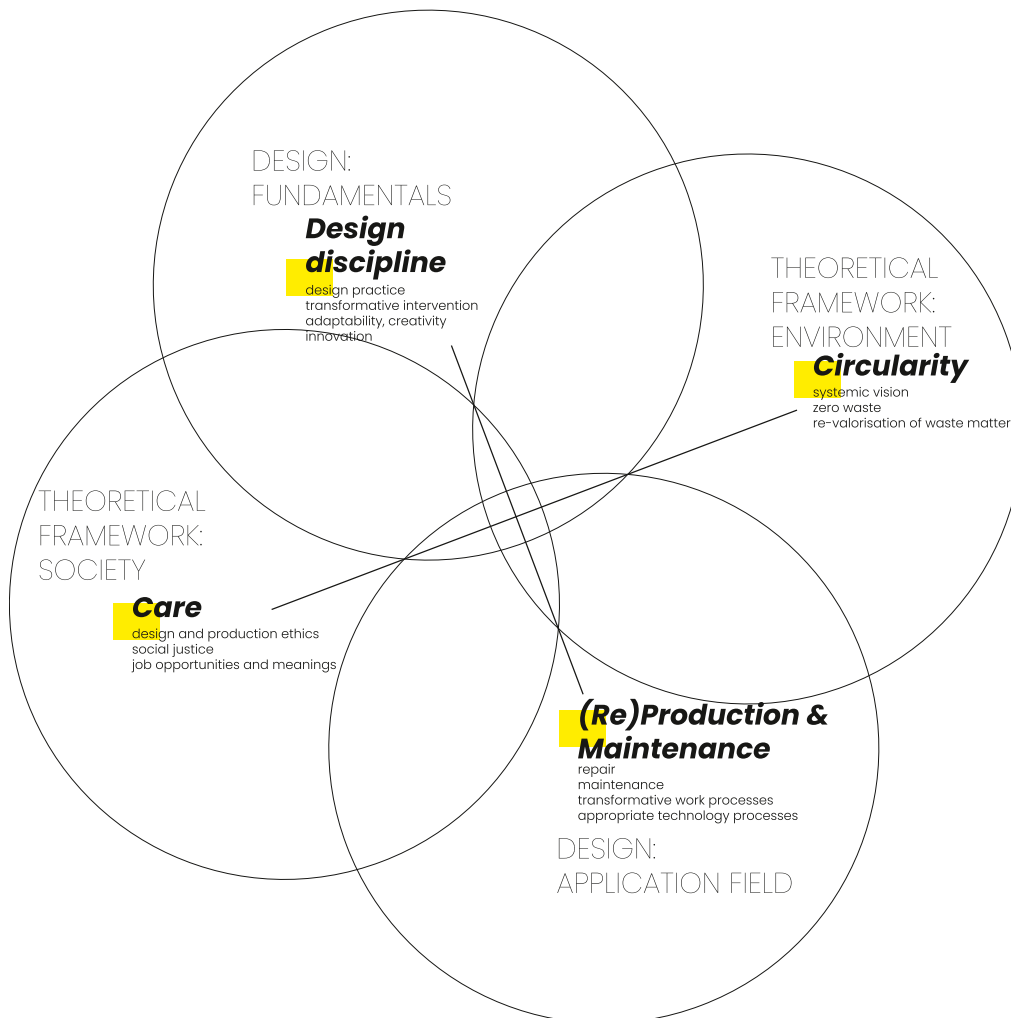 DESIGN:
FUNDAMENTALS
Design
discipline
design practice
transformative intervention
adaptability, creativity
innovation
THEORETICAL
FRAMEWORK:
ENVIRONMENT
Circularity
systemic vision
zero waste
re-valorisation of waste matter
THEORETICAL
FRAMEWORK:
SOCIETY
Care
design and production ethics
social justice
job opportunities and meanings
(Re)Production &
Maintenance
repair
maintenance
transformative work processes
appropriate technology processes
DESIGN:
APPLICATION FIELD